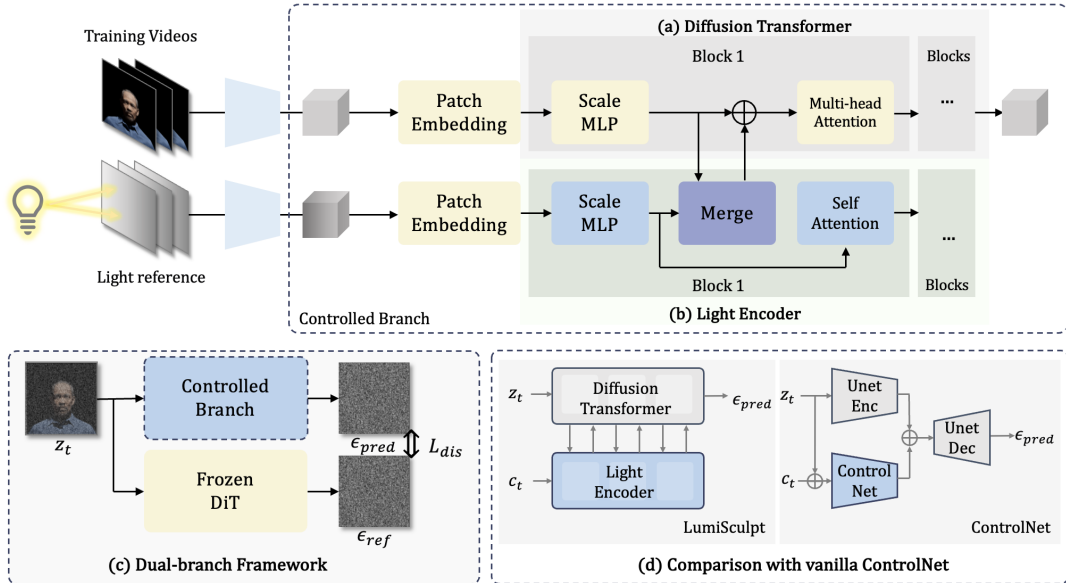 Training Videos
(a) Diffusion Transformer
Block 1
Blocks
Patch
Embedding
Scale
MLP
Multi-head
Attention
...
Patch
Embedding
Scale
MLP
Merge
Self
Attention
...
Light reference
Block 1
Blocks
Controlled Branch
(b) Light Encoder
Controlled
Branch
z_t
ϵ_pred
L_dis
Frozen
DiT
ϵ_ref
(c) Dual-branch Framework
z_t
Diffusion
Transformer
ϵ_pred
c_t
Light
Encoder
LumiSculpt
z_t
Unet
Enc
Unet
Dec
ϵ_pred
c_t
Control
Net
ControlNet
(d) Comparison with vanilla ControlNet